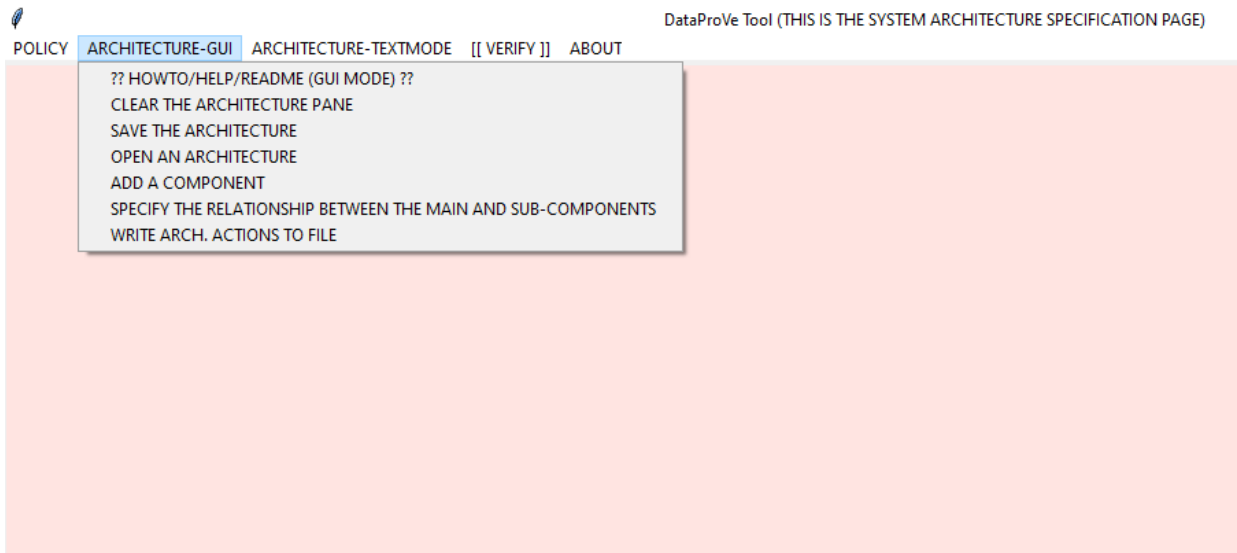 DataProVe Tool (THIS IS THE SYSTEM ARCHITECTURE SPECIFICATION PAGE)
POLICY ARCHITECTURE-GUI ARCHITECTURE-TEXTMODE [[ VERIFY ]] ABOUT
?? HOWTO/HELP/README (GUI MODE) ??
CLEAR THE ARCHITECTURE PANE
SAVE THE ARCHITECTURE
OPEN AN ARCHITECTURE
ADD A COMPONENT
SPECIFY THE RELATIONSHIP BETWEEN THE MAIN AND SUB-COMPONENTS
WRITE ARCH. ACTIONS TO FILE